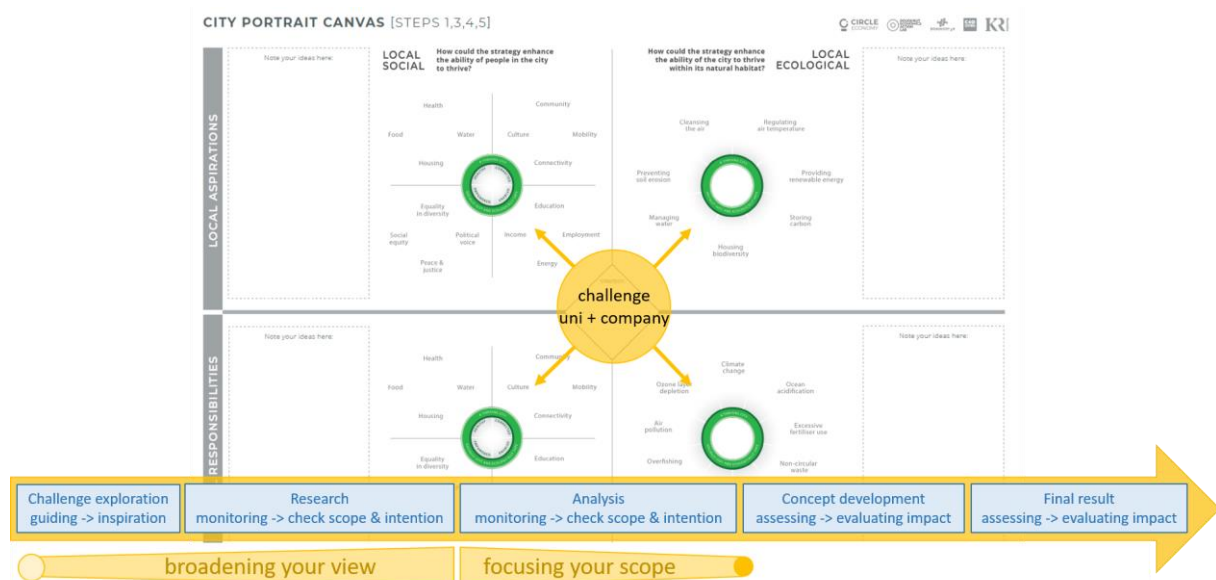 CITY PORTRAIT CANVAS [STEPS 1,3,4,5]
CIRCLE
ECONOMY
KR
Note your ideas here:
LOCAL
SOCIAL
How could the strategy enhance
the ability of people in the city
to thrive?
How could the strategy enhance
the ability of the city to thrive
within its natural habitat?
LOCAL
ECOLOGICAL
Note your ideas here:
LOCAL ASPIRATIONS
Health
Community
Food
Water
Culture
Mobility
Housing
Connectivity
Equality
in diversity
Education
Social
equity
Political
voice
Income
Employment
Peace &
justice
Energy
Cleansing
the air
Regulating
air temperature
Preventing
soil erosion
Providing
renewable energy
Managing
water
Storing
carbon
Housing
biodiversity
challenge
uni + company
RESPONSIBILITIES
Note your ideas here:
Health
Community
Food
Water
Culture
Mobility
Housing
Connectivity
Equality
in diversity
Education
Climate
change
Ozone layer
depletion
Ocean
acidification
Air
pollution
Excessive
fertiliser use
Overfishing
Non-circular
waste
Note your ideas here:
Challenge exploration
guiding -> inspiration
Research
monitoring -> check scope & intention
Analysis
monitoring -> check scope & intention
Concept development
assessing -> evaluating impact
Final result
assessing -> evaluating impact
broadening your view
focusing your scope